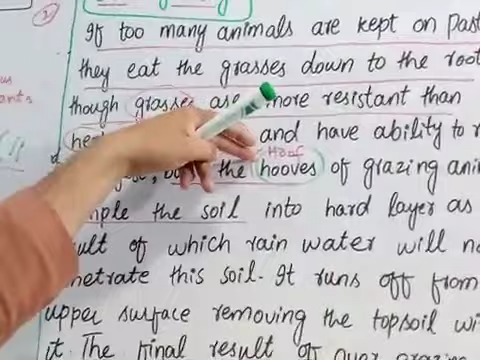 If too many animals are kept on past
they eat the grasses down to the root
though grasses are more resistant than
and have ability to
Hoof
the hooves of grazing ani
the soil into hard layer as
ult of which rain water will no
netrate this soil. It runs off from
upper surface removing the topsoil wi
it. The final result of over grazing